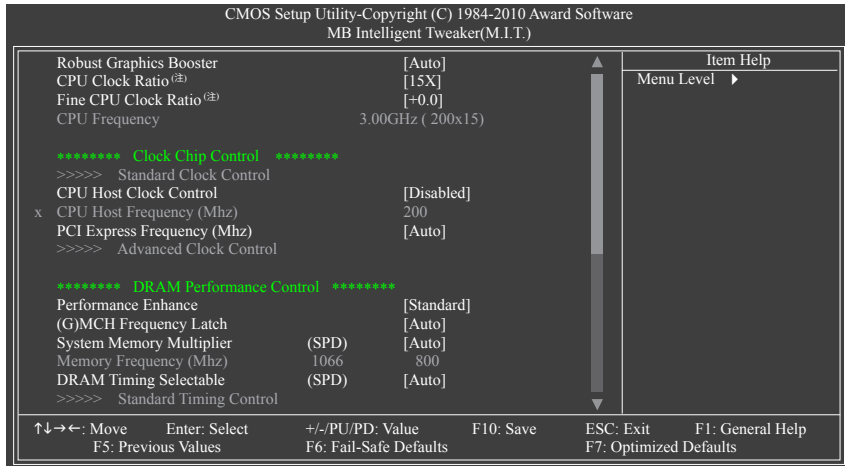 CMOS Setup Utility-Copyright (C) 1984-2010 Award Software
MB Intelligent Tweaker(M.I.T.)
Robust Graphics Booster [Auto]
CPU Clock Ratio (注) [15X]
Fine CPU Clock Ratio (注) [+0.0]
CPU Frequency 3.00GHz ( 200x15)
******** Clock Chip Control ********
>>>>> Standard Clock Control
CPU Host Clock Control [Disabled]
x CPU Host Frequency (Mhz) 200
PCI Express Frequency (Mhz) [Auto]
>>>>> Advanced Clock Control
******** DRAM Performance Control ********
Performance Enhance [Standard]
(G)MCH Frequency Latch [Auto]
System Memory Multiplier (SPD) [Auto]
Memory Frequency (Mhz) 1066 800
DRAM Timing Selectable (SPD) [Auto]
>>>>> Standard Timing Control
Item Help
Menu Level
↑↓→←: Move Enter: Select +/-/PU/PD: Value F10: Save ESC: Exit F1: General Help
F5: Previous Values F6: Fail-Safe Defaults F7: Optimized Defaults